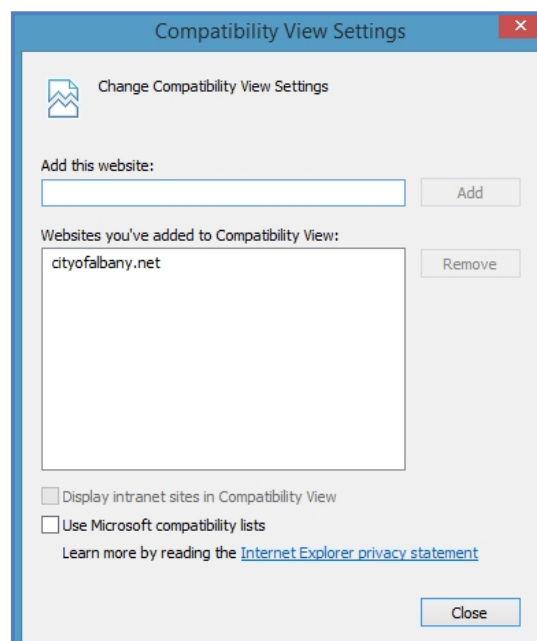 Compatibility View Settings
Change Compatibility View Settings
Add this website:
Add
Websites you've added to Compatibility View:
cityofalbany.net
Remove
Display intranet sites in Compatibility View
Use Microsoft compatibility lists
Learn more by reading the Internet Explorer privacy statement
Close